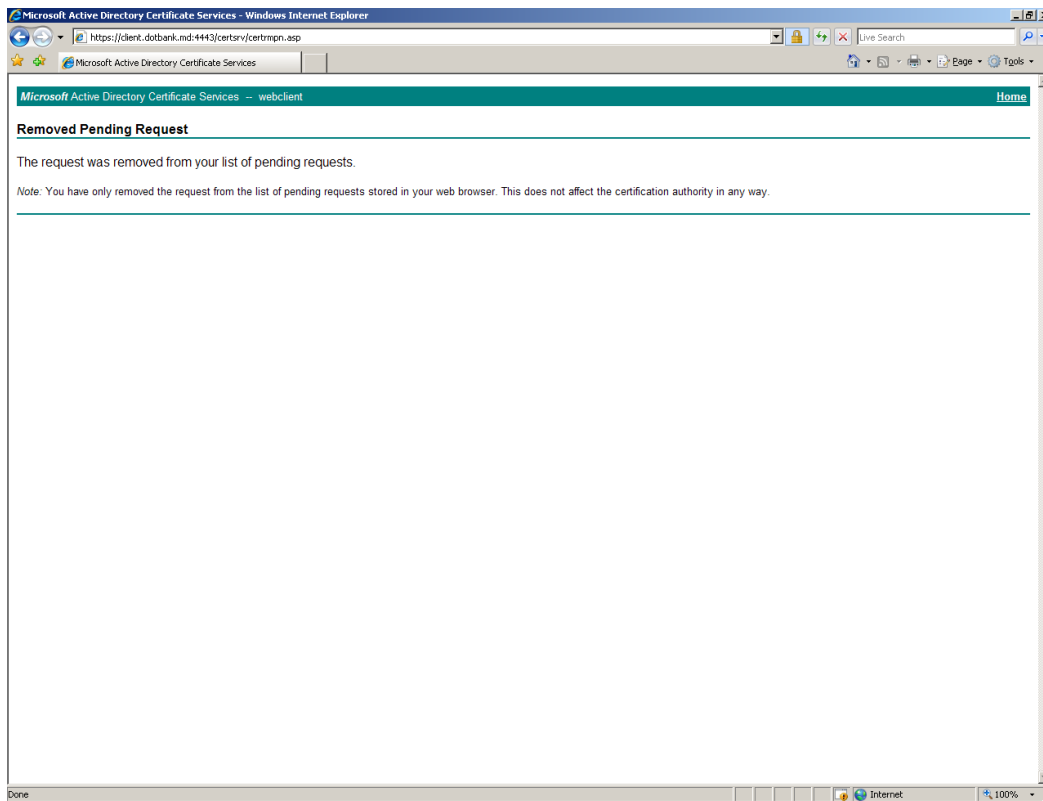 Microsoft Active Directory Certificate Services - Windows Internet Explorer
https://client.dotbank.md:4443/certsrv/certrmpn.asp
Live Search
Microsoft Active Directory Certificate Services
Page
Tools
Microsoft Active Directory Certificate Services -- webclient
Home
Removed Pending Request
The request was removed from your list of pending requests.
Note: You have only removed the request from the list of pending requests stored in your web browser. This does not affect the certification authority in any way.
Done
Internet
100%